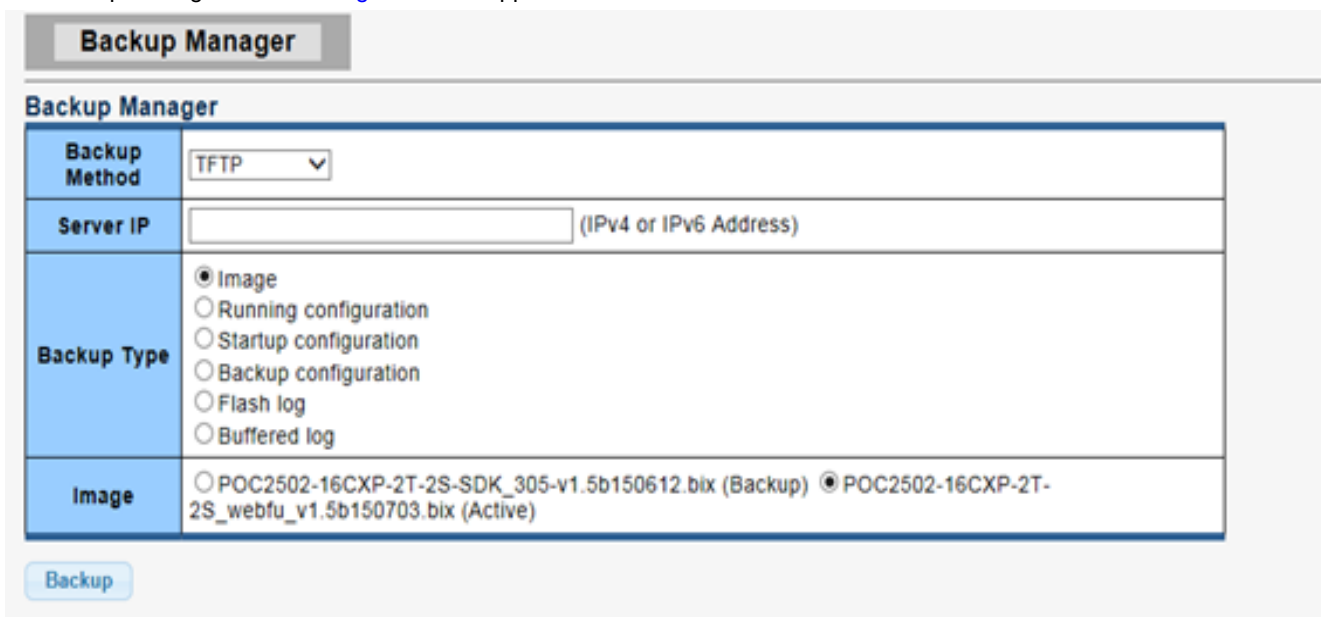 Backup Manager
Backup Manager
Backup Method
TFTP
Server IP
(IPv4 or IPv6 Address)
Backup Type
Image
Running configuration
Startup configuration
Backup configuration
Flash log
Buffered log
Image
POC2502-16CXP-2T-2S-SDK_305-v1.5b150612.bix (Backup) POC2502-16CXP-2T-
2S_webfu_v1.5b150703.bix (Active)
Backup